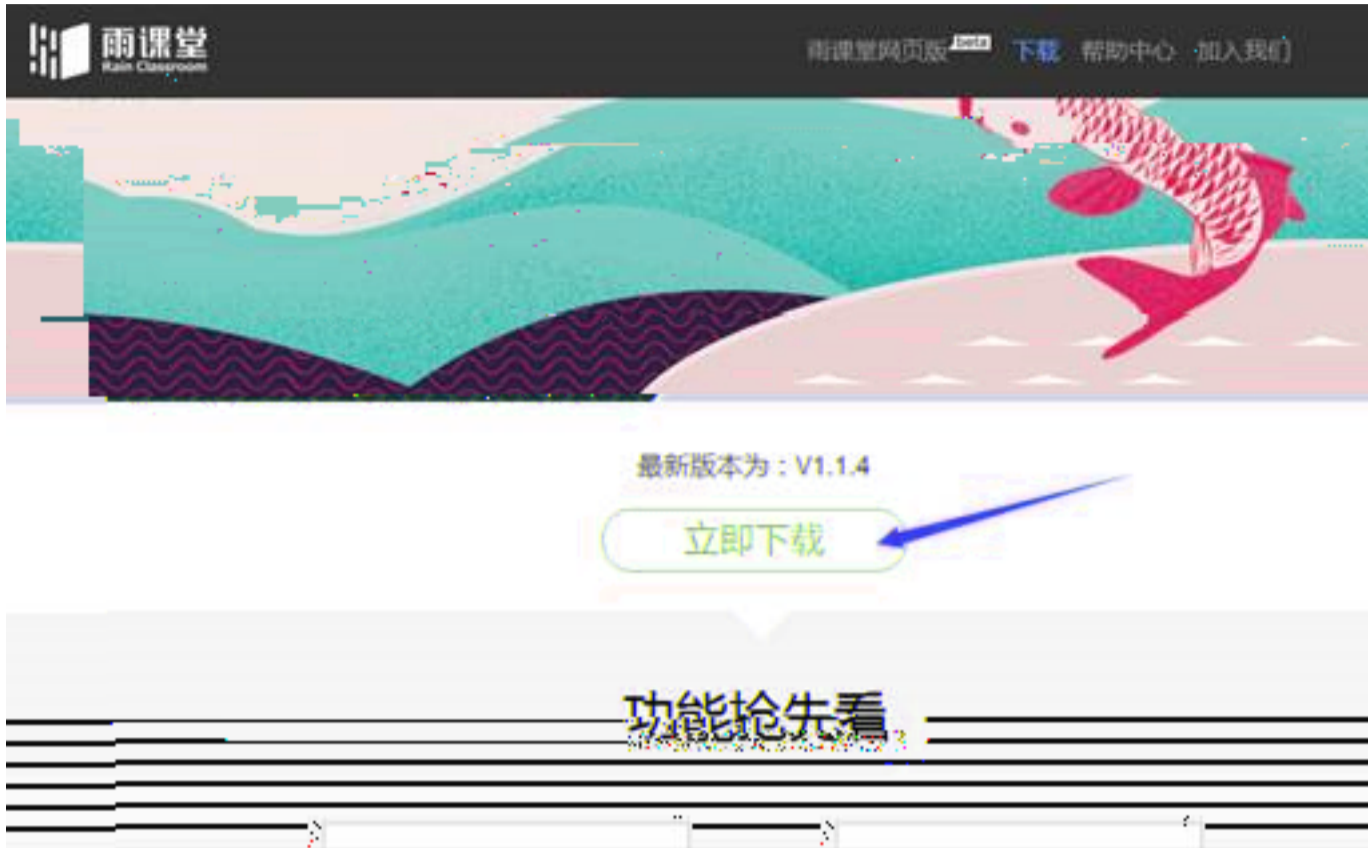 雨课堂
Rain Classroom
雨课堂网页版 beta 下载 帮助中心 加入我们
最新版本为：V1.1.4
立即下载
功能抢先看